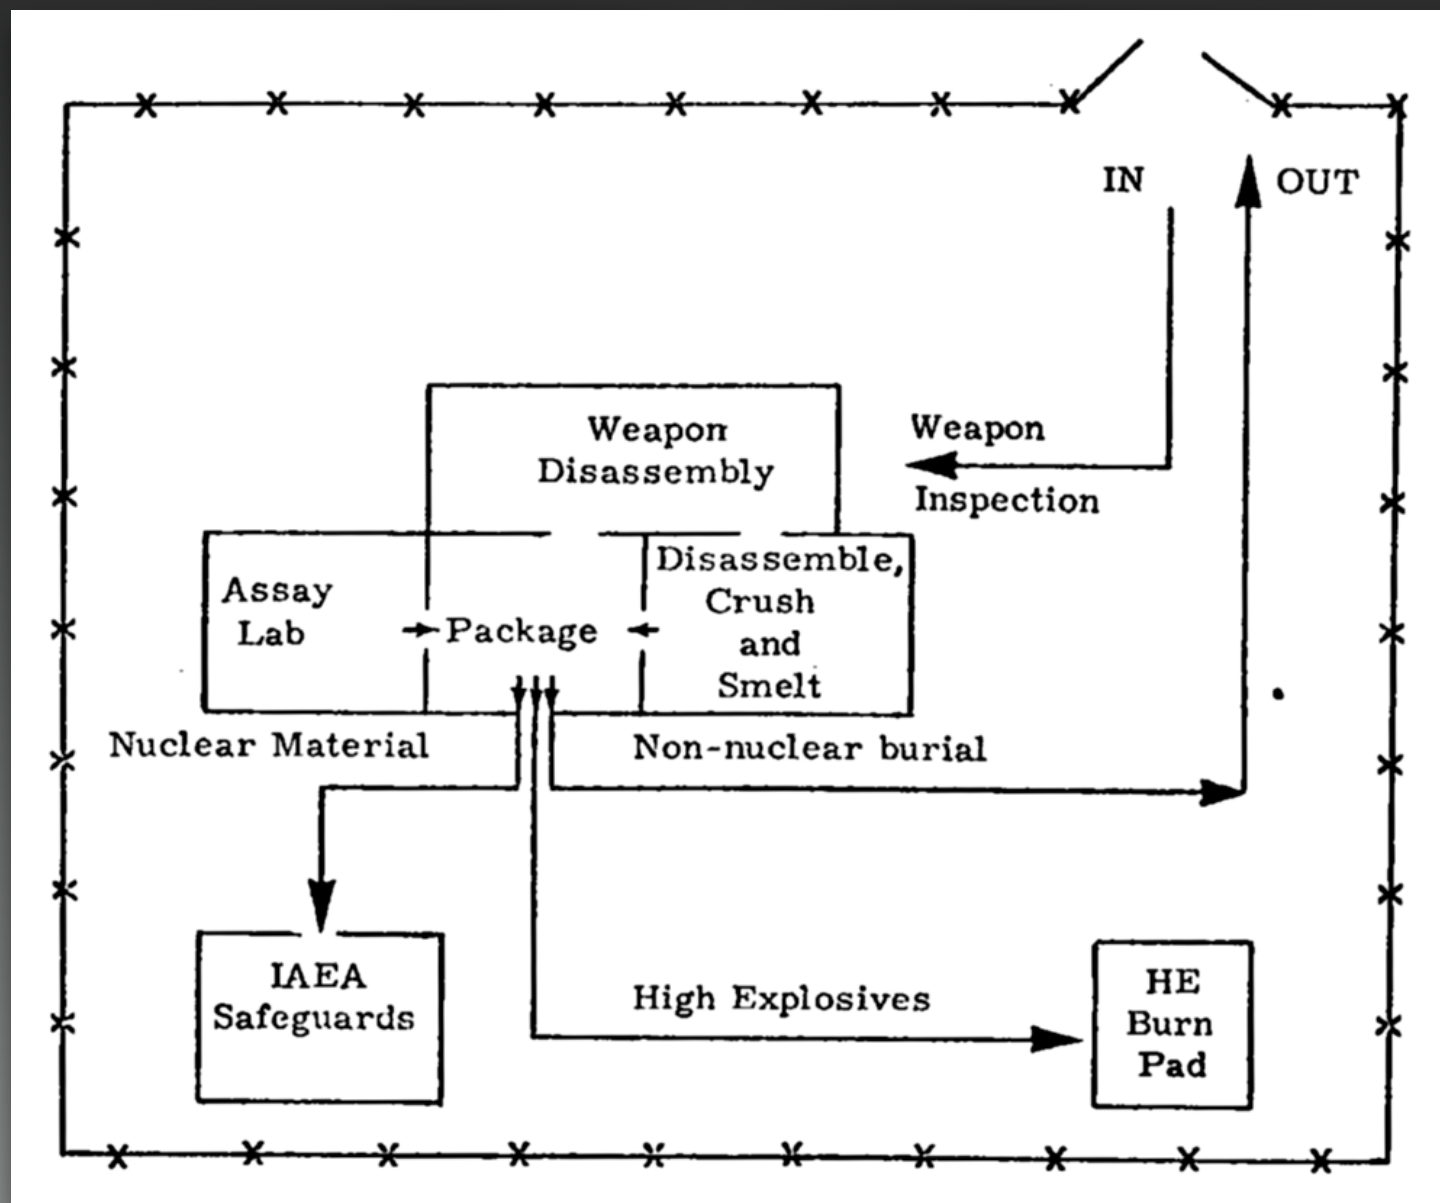 IN
OUT
Weapon
Disassembly
Weapon
Inspection
Assay
Lab
Package
Disassemble,
Crush
and
Smelt
Nuclear Material
Non-nuclear burial
IAEA
Safeguards
High Explosives
HE
Burn
Pad